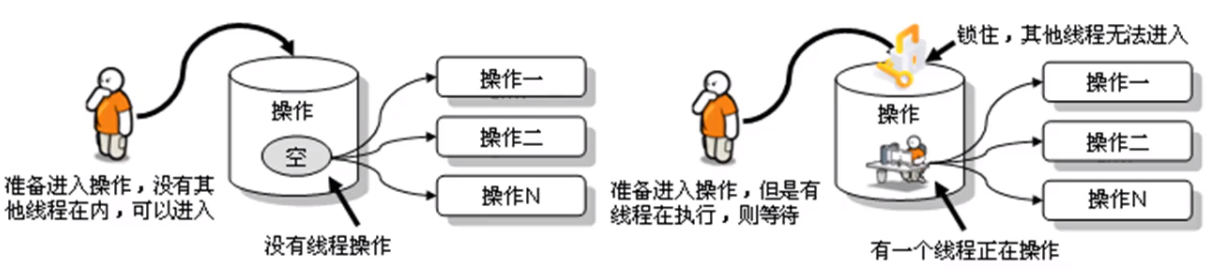 操作
空
操作一
操作二
操作N
准备进入操作，没有其
他线程在内，可以进入
没有线程操作
锁住，其他线程无法进入
操作
操作一
操作二
操作N
准备进入操作，但是有
线程在执行，则等待
有一个线程正在操作